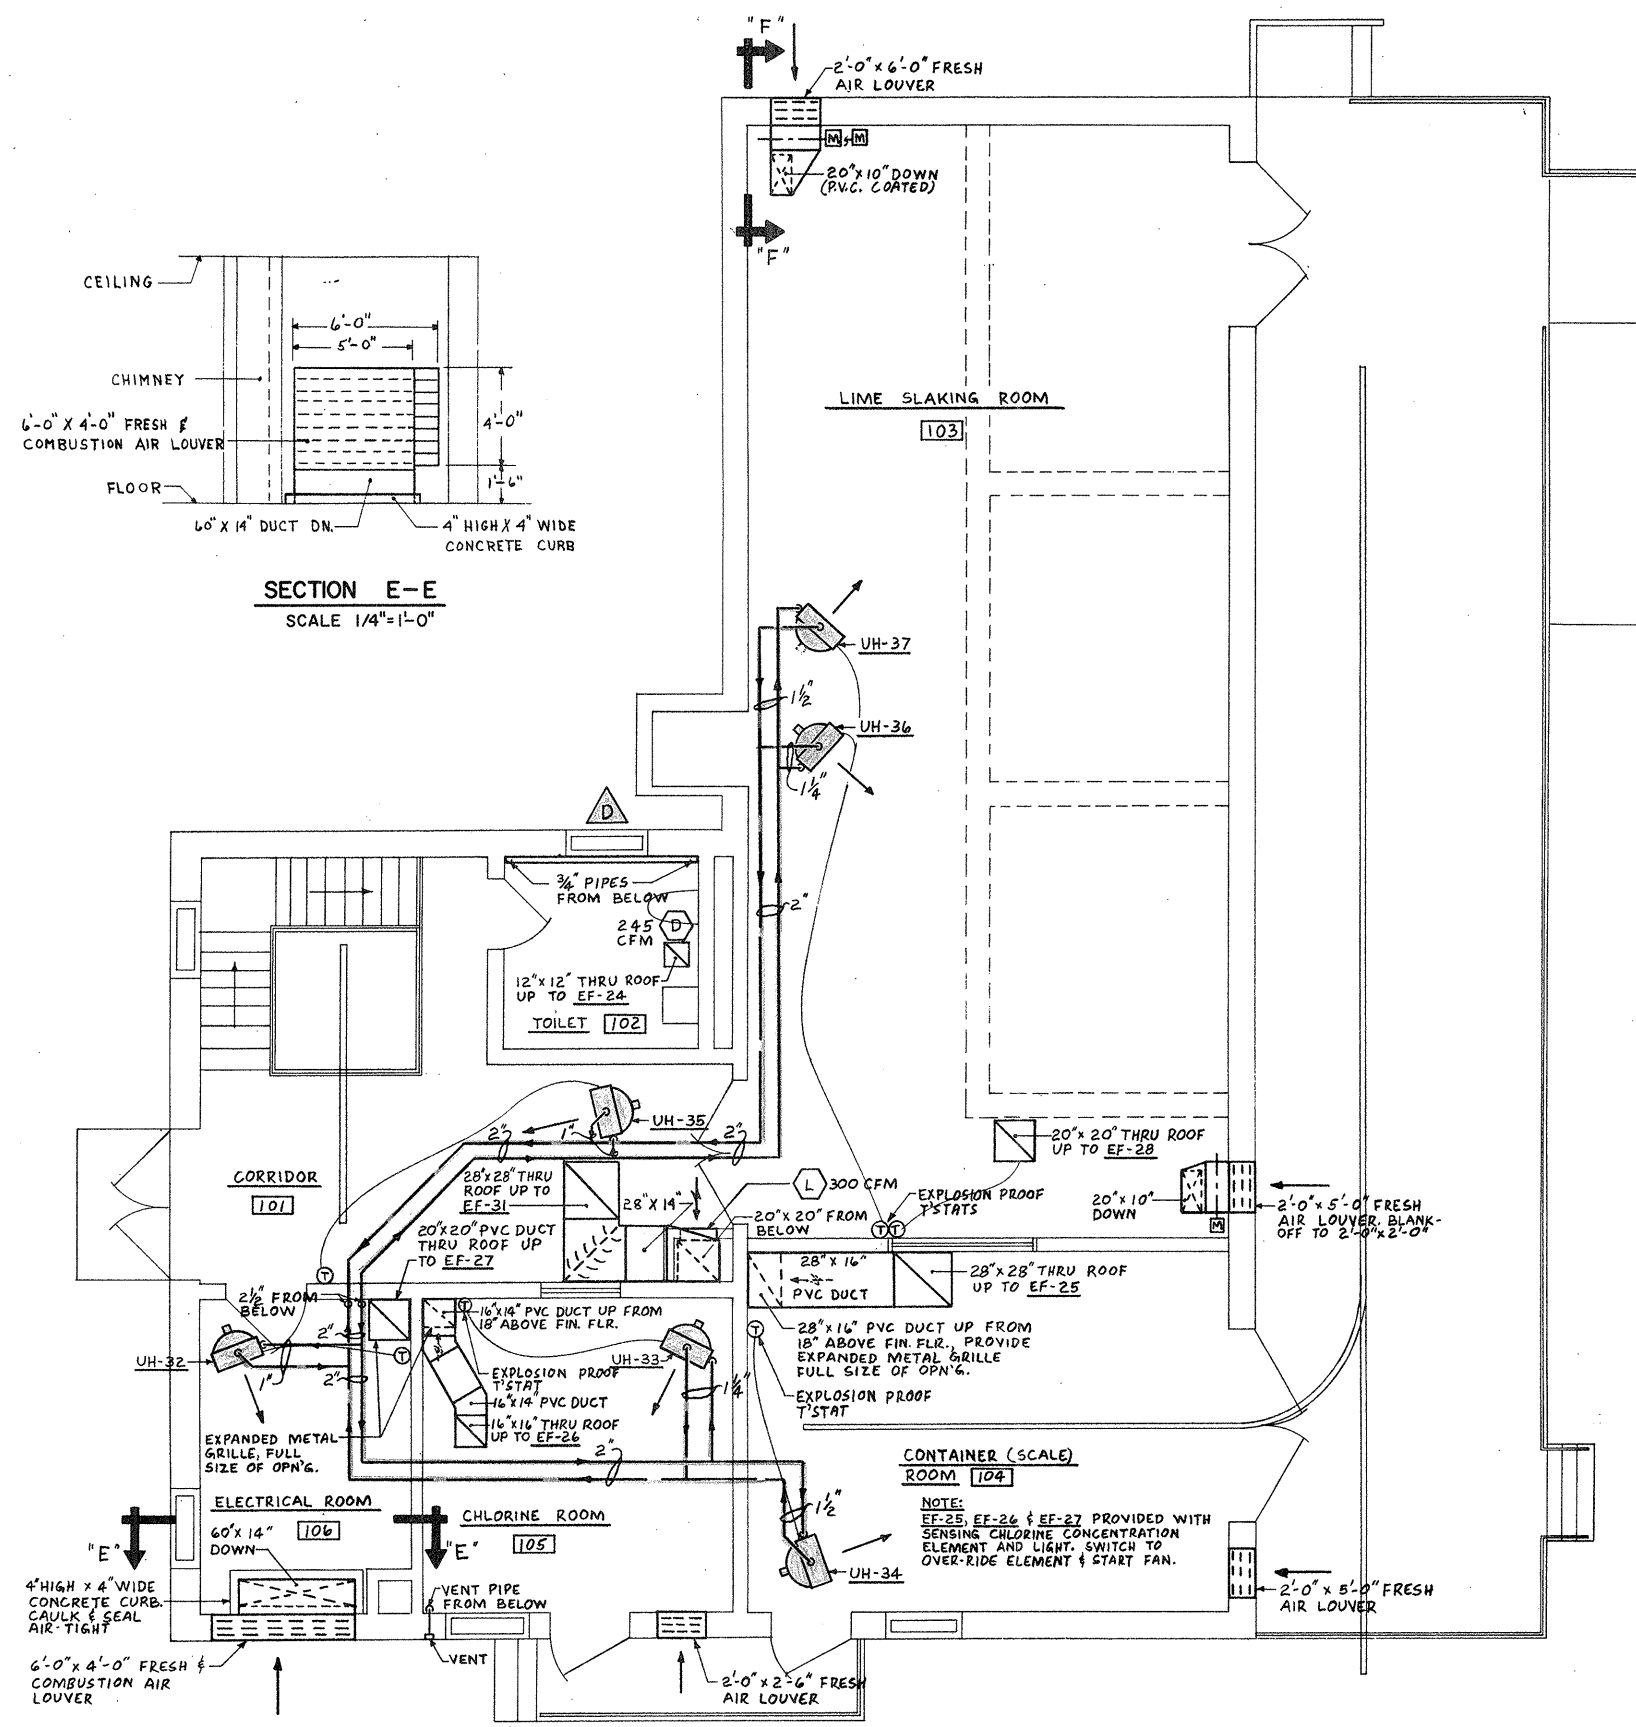 "F"
2'-0" X 6'-0" FRESH
AIR LOUVER
M
M
20" X 10" DOWN
(P.V.C. COATED)
"F"
CEILING
6'-0"
5'-0"
CHIMNEY
6'-0" X 4'-0" FRESH &
COMBUSTION AIR LOUVER
4'-0"
FLOOR
1'-6"
60" X 14" DUCT DN.
4" HIGH X 4" WIDE
CONCRETE CURB
SECTION E-E
SCALE 1/4"=1'-0"
LIME SLAKING ROOM
103
UH-37
1 1/2"
UH-36
1 1/4"
D
3/4" PIPES
FROM BELOW
2"
245
CFM
D
12" X 12" THRU ROOF
UP TO EF-24
TOILET 102
UH-35
2"
1"
2"
20" X 20" THRU ROOF
UP TO EF-28
CORRIDOR
101
28" X 28" THRU
ROOF UP TO
EF-31
28" X 14"
L 300 CFM
20" X 20" FROM
BELOW
EXPLOSION PROOF
T'STATS
T T
20" X 10"
DOWN
M
2'-0" X 5'-0" FRESH
AIR LOUVER. BLANK-
OFF TO 2'-0" X 2'-0"
20" X 20" PVC DUCT
THRU ROOF UP
TO EF-27
T
28" X 16"
PVC DUCT
28" X 28" THRU ROOF
UP TO EF-25
2 1/2" FROM
BELOW
2"
T
16" X 14" PVC DUCT UP FROM
18" ABOVE FIN. FLR.
T
T
28" X 16" PVC DUCT UP FROM
18" ABOVE FIN. FLR., PROVIDE
EXPANDED METAL GRILLE
FULL SIZE OF OPN'G.
UH-32
1"
2"
EXPLOSION PROOF
T'STAT
UH-33
1 1/4"
16" X 14" PVC DUCT
16" X 16" THRU ROOF
UP TO EF-26
EXPLOSION PROOF
T'STAT
EXPANDED METAL
GRILLE, FULL
SIZE OF OPN'G.
2"
CONTAINER (SCALE)
ROOM 104
ELECTRICAL ROOM
106
CHLORINE ROOM
105
1 1/2"
NOTE:
EF-25, EF-26 & EF-27 PROVIDED WITH
SENSING CHLORINE CONCENTRATION
ELEMENT AND LIGHT. SWITCH TO
OVER-RIDE ELEMENT & START FAN.
60" X 14"
DOWN
"E"
"E"
UH-34
4" HIGH X 4" WIDE
CONCRETE CURB.
CAULK & SEAL
AIR-TIGHT
VENT PIPE
FROM BELOW
2'-0" X 5'-0" FRESH
AIR LOUVER
6'-0" X 4'-0" FRESH &
COMBUSTION AIR
LOUVER
VENT
2'-0" X 2'-6" FRESH
AIR LOUVER